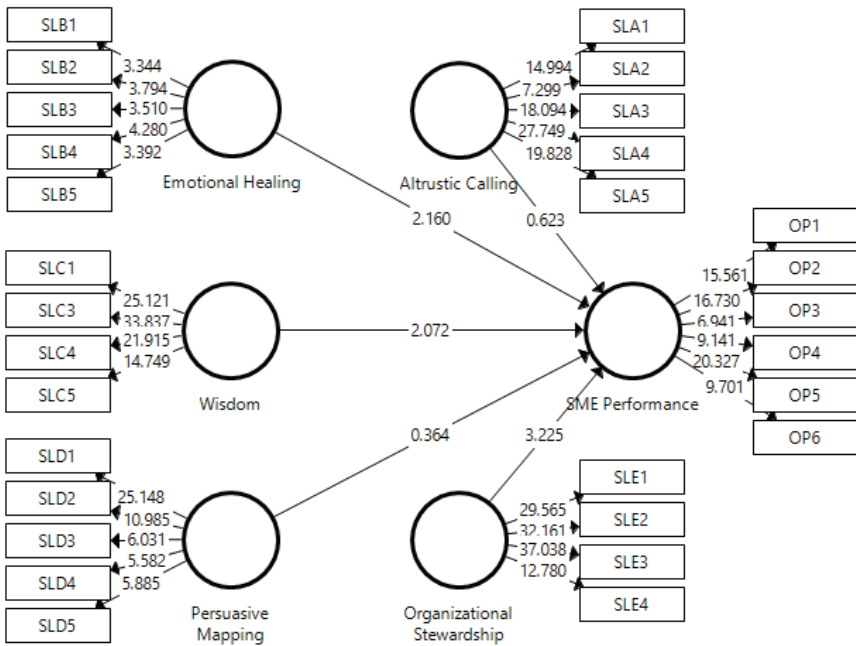 SLB1
SLB2
SLB3
SLB4
SLB5
3.344
3.794
3.510
4.280
3.392
Emotional Healing
SLA1
SLA2
SLA3
SLA4
SLA5
14.994
7.299
18.094
27.749
19.828
Altrustic Calling
2.160
0.623
SLC1
SLC3
SLC4
SLC5
25.121
33.837
21.915
14.749
Wisdom
2.072
OP1
OP2
OP3
OP4
OP5
OP6
15.561
16.730
6.941
9.141
20.327
9.701
SME Performance
0.364
3.225
SLD1
SLD2
SLD3
SLD4
SLD5
25.148
10.985
6.031
5.582
5.885
Persuasive
Mapping
SLE1
SLE2
SLE3
SLE4
29.565
32.161
37.038
12.780
Organizational
Stewardship